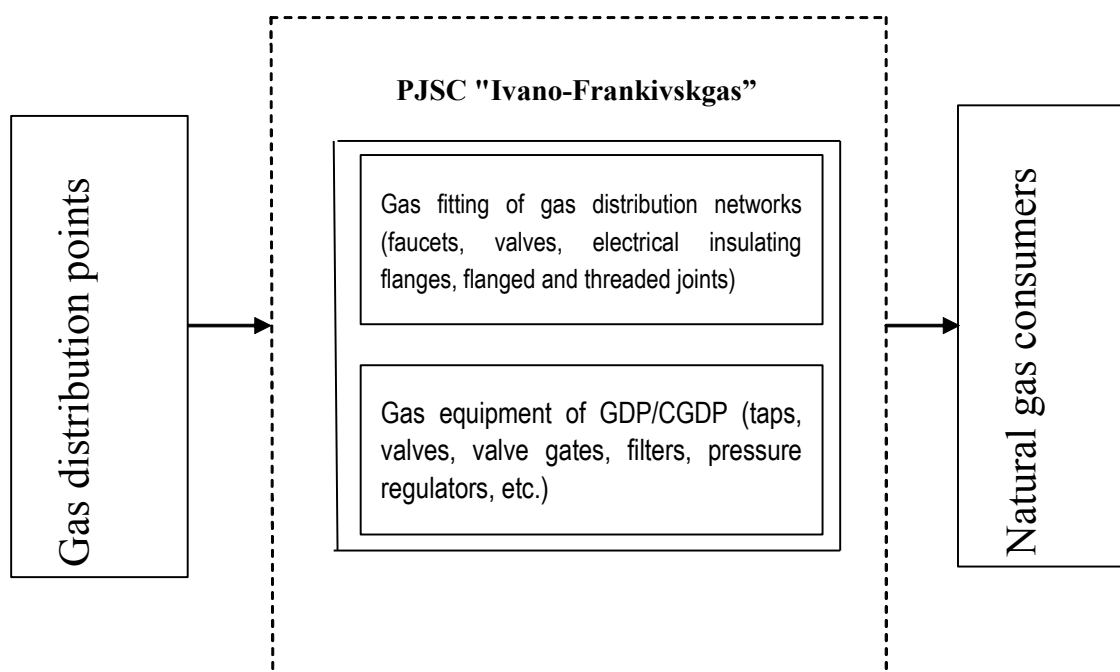 PJSC "Ivano-Frankivskgas”
Gas distribution points
Gas fitting of gas distribution networks
(faucets, valves, electrical insulating
flanges, flanged and threaded joints)
Gas equipment of GDP/CGDP (taps,
valves, valve gates, filters, pressure
regulators, etc.)
Natural gas consumers